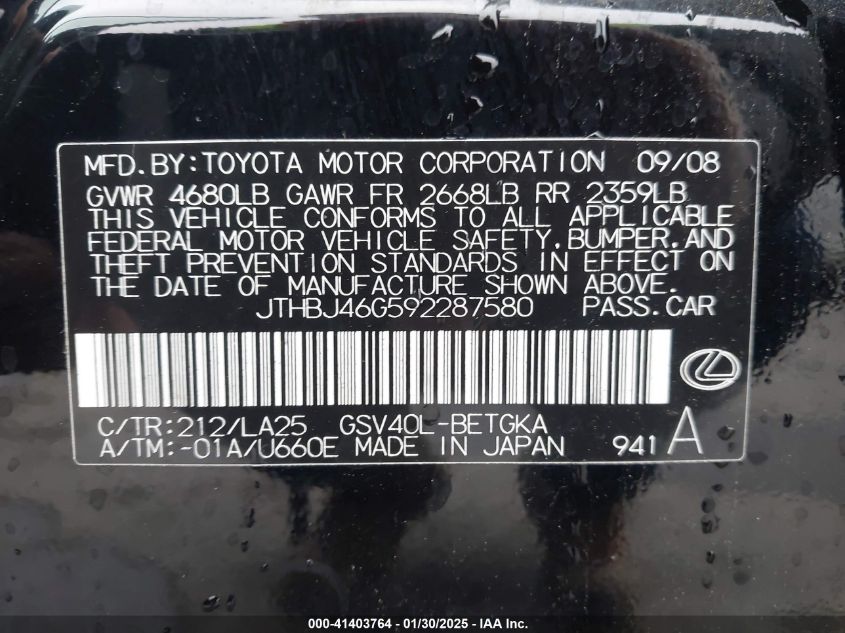 MFD.BY:TOYOTA MOTOR CORPORATION 09/08
GVWR 4680LB GAWR FR 2668LB RR 2359LB
THIS VEHICLE CONFORMS TO ALL APPLICABLE
FEDERAL MOTOR VEHICLE SAFETY,BUMPER,AND
THEFT PREVENTION STANDARDS IN EFFECT ON
THE DATE OF MANUFACTURE SHOWN ABOVE.
JTHBJ46G592287580 PASS.CAR
C/TR:212/LA25 GSV40L-BETGKA
A/TM:-01A/U660E MADE IN JAPAN 941 A
000-41403764 - 01/30/2025 - IAA Inc.